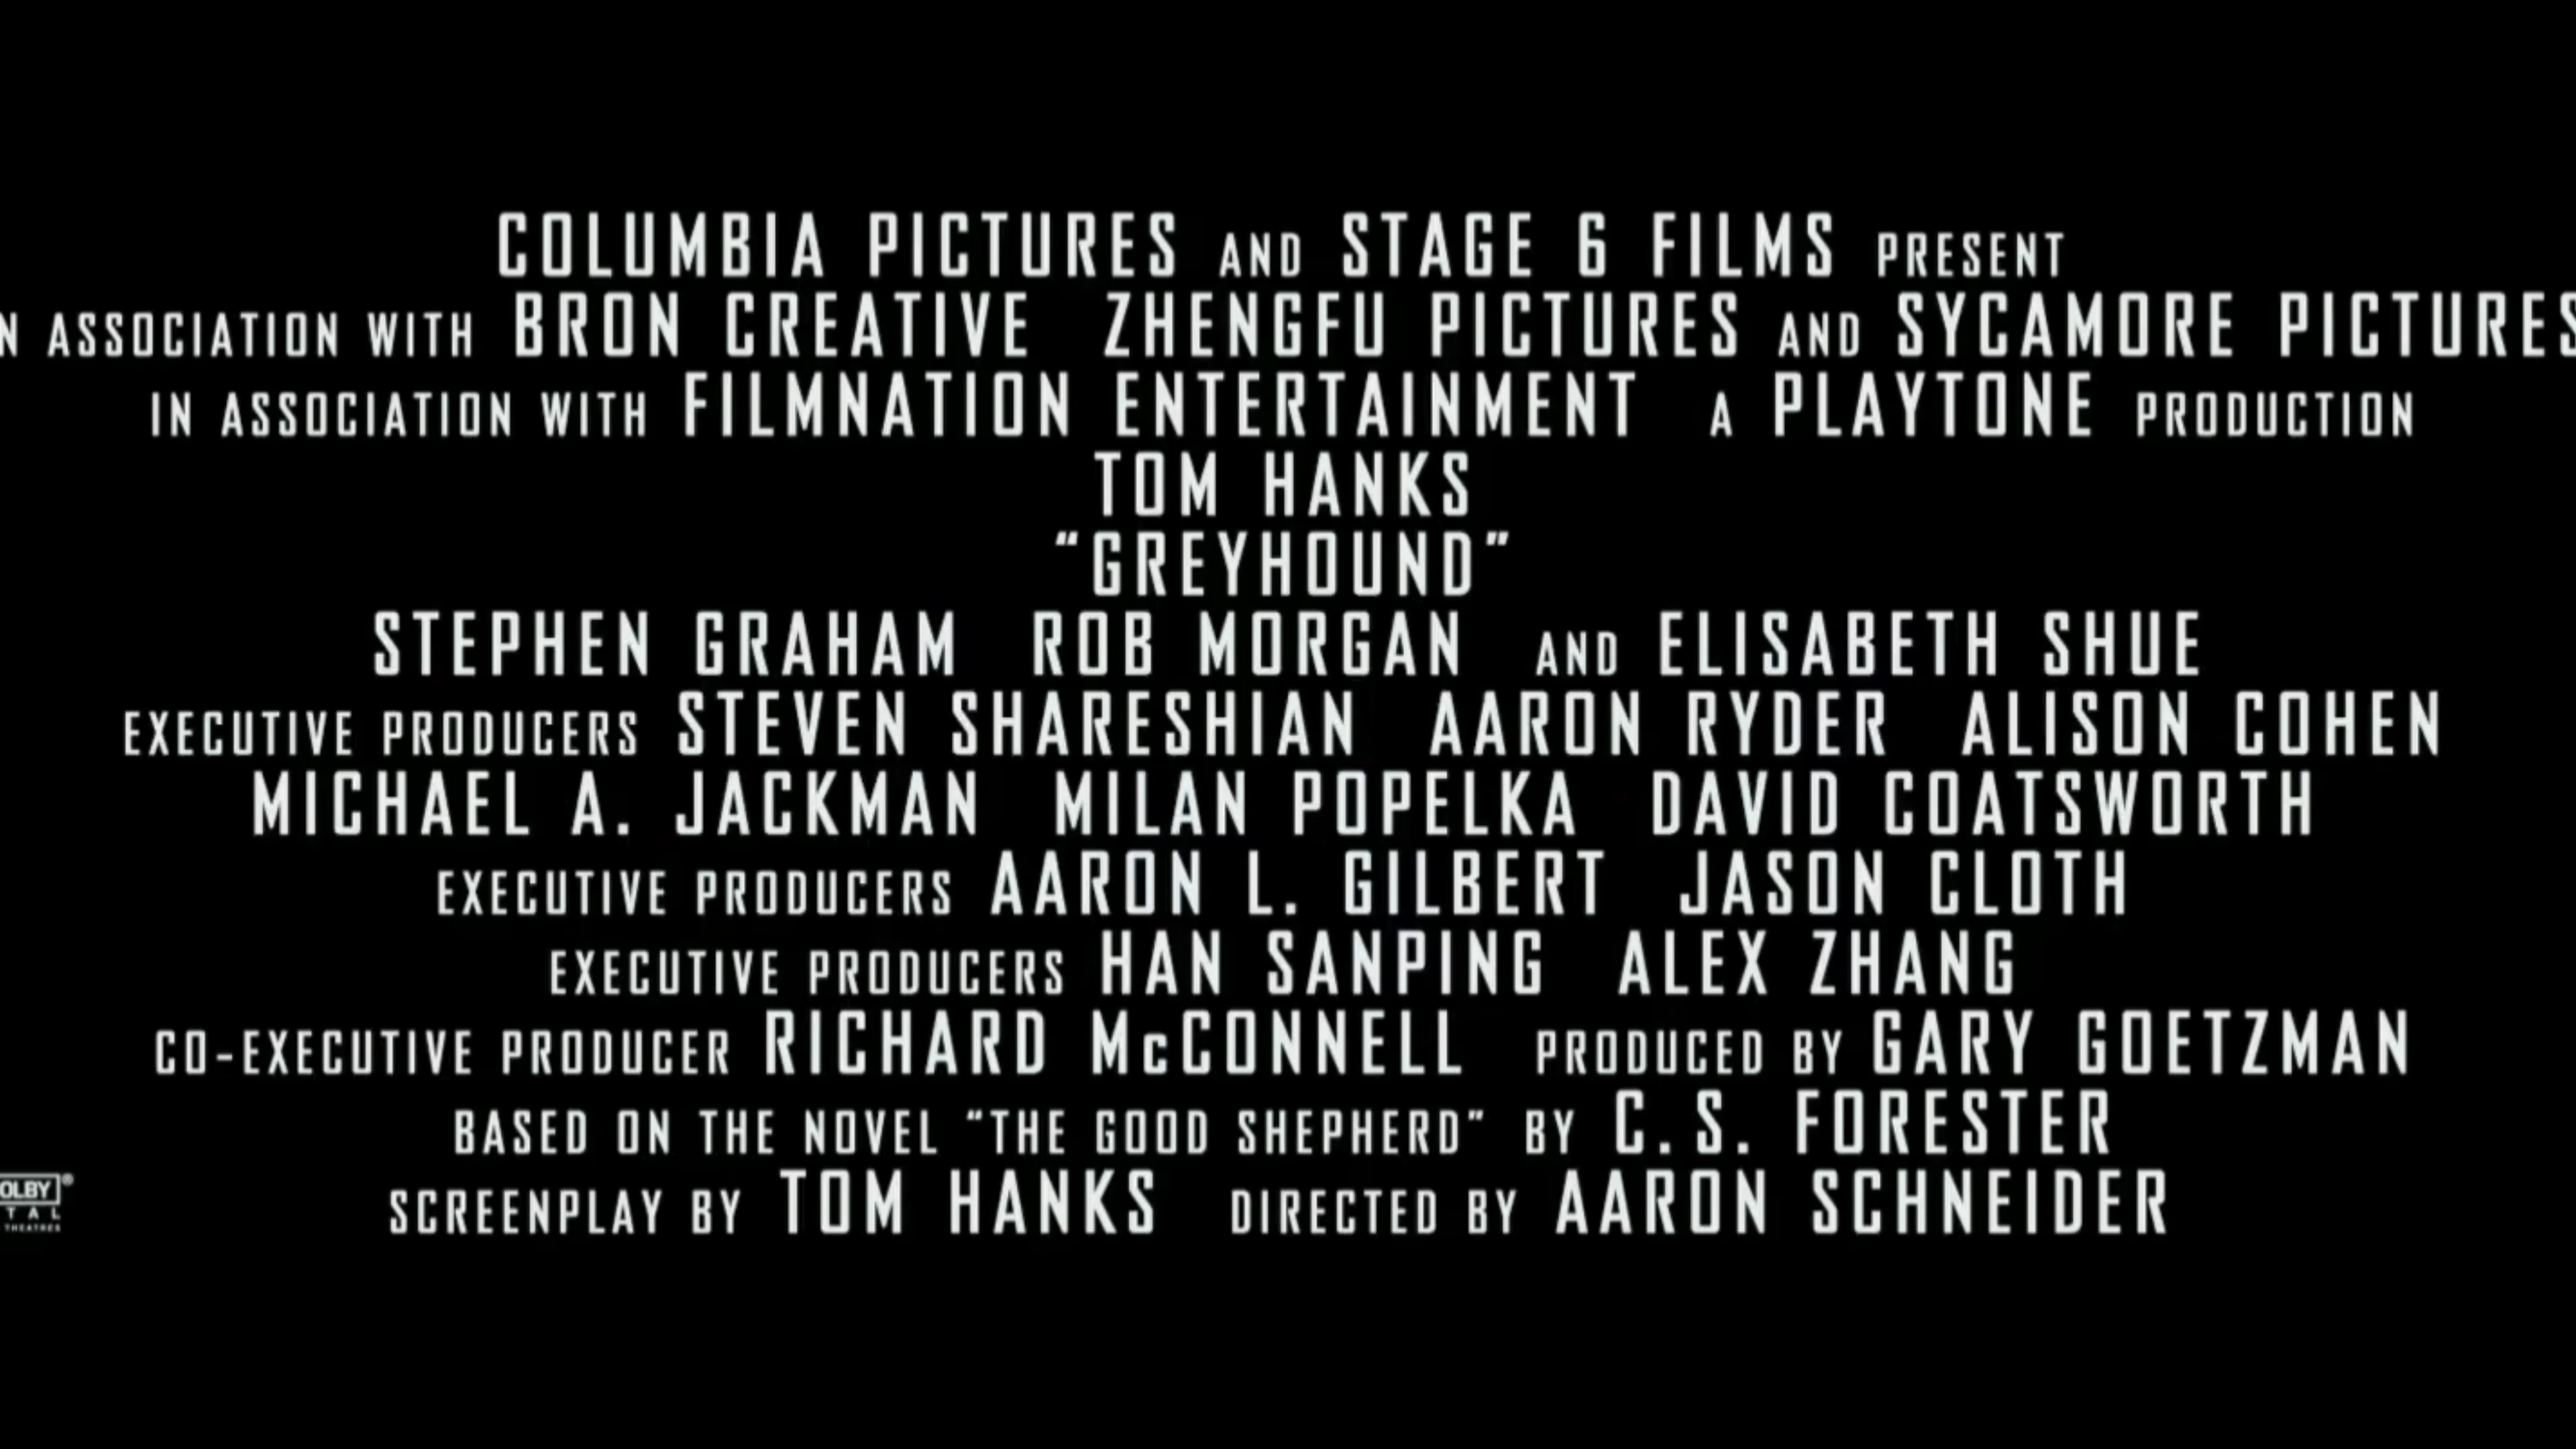 COLUMBIA PICTURES AND STAGE 6 FILMS PRESENT
N ASSOCIATION WITH BRON CREATIVE ZHENGFU PICTURES AND SYCAMORE PICTURES
IN ASSOCIATION WITH FILMNATION ENTERTAINMENT A PLAYTONE PRODUCTION
TOM HANKS
“GREYHOUND”
STEPHEN GRAHAM ROB MORGAN AND ELISABETH SHUE
EXECUTIVE PRODUCERS STEVEN SHARESHIAN AARON RYDER ALISON COHEN
MICHAEL A. JACKMAN MILAN POPELKA DAVID COATSWORTH
EXECUTIVE PRODUCERS AARON L. GILBERT JASON CLOTH
EXECUTIVE PRODUCERS HAN SANPING ALEX ZHANG
CO-EXECUTIVE PRODUCER RICHARD McCONNELL PRODUCED BY GARY GOETZMAN
BASED ON THE NOVEL “THE GOOD SHEPHERD” BY C.S. FORESTER
SCREENPLAY BY TOM HANKS DIRECTED BY AARON SCHNEIDER
OLBY®
TAL
THEATRES